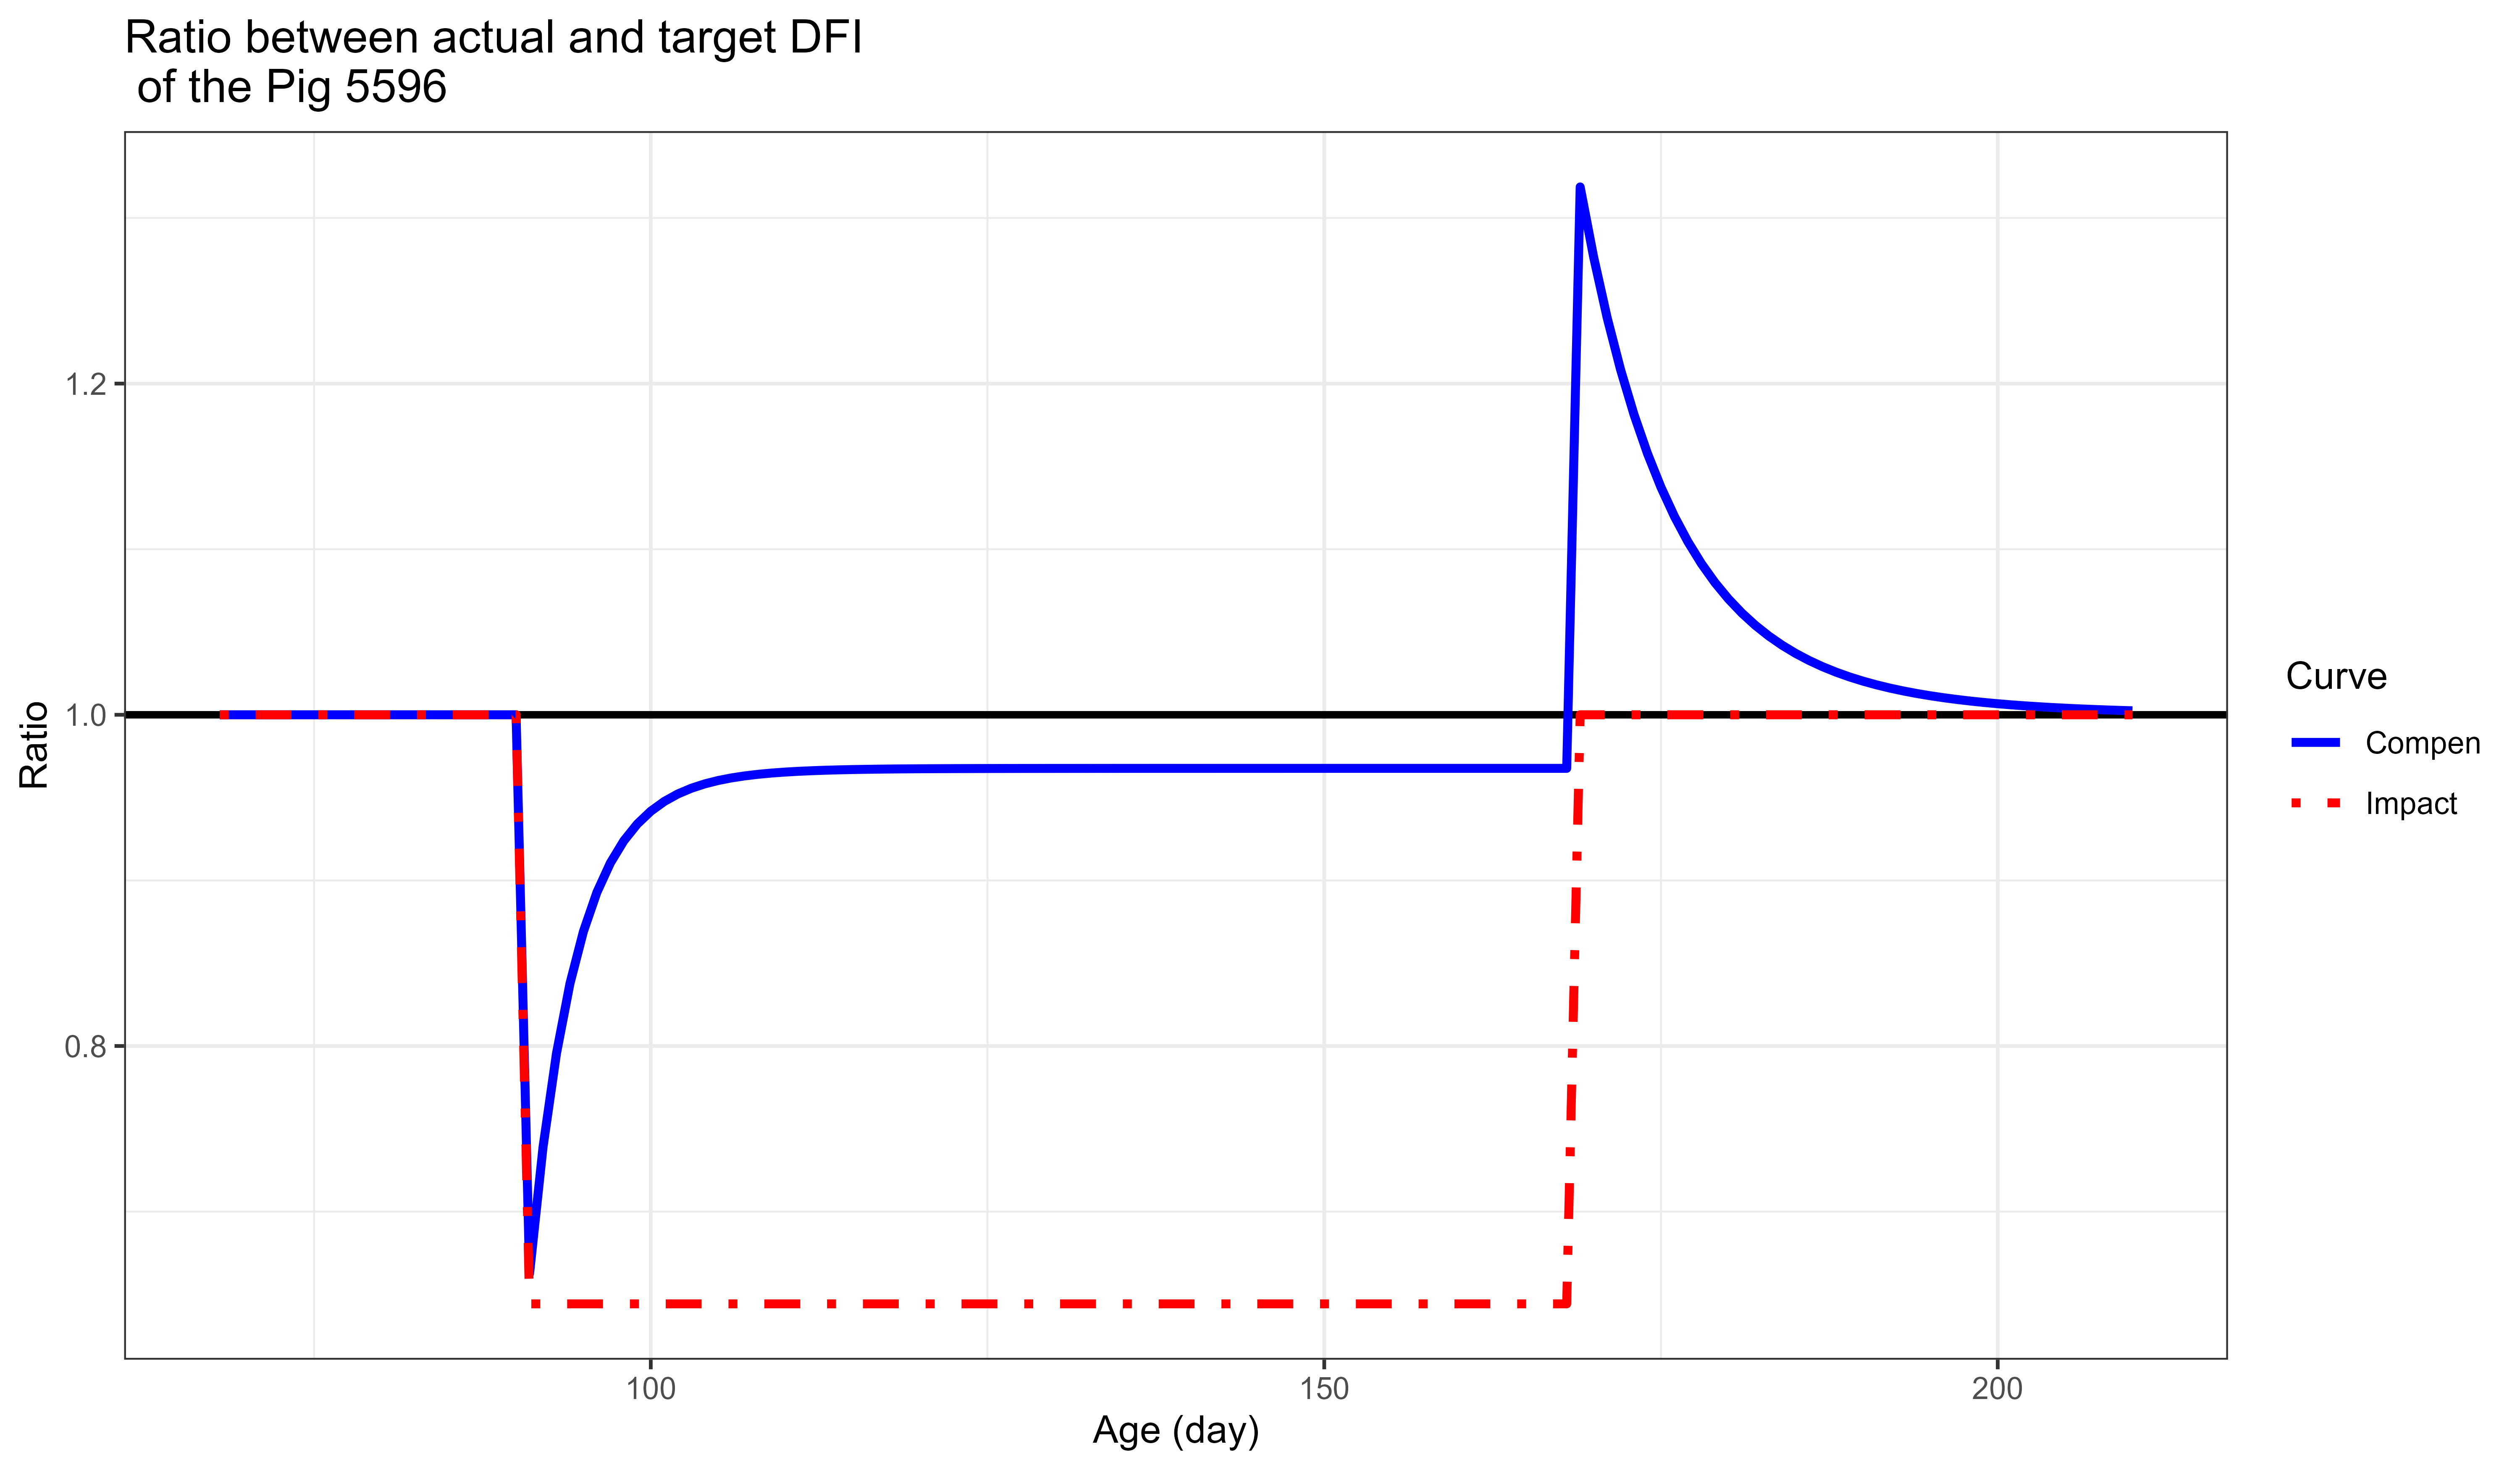 Ratio between actual and target DFI
of the Pig 5596
1.2
1.0
0.8
Ratio
100
150
200
Age (day)
Curve
Compen
Impact